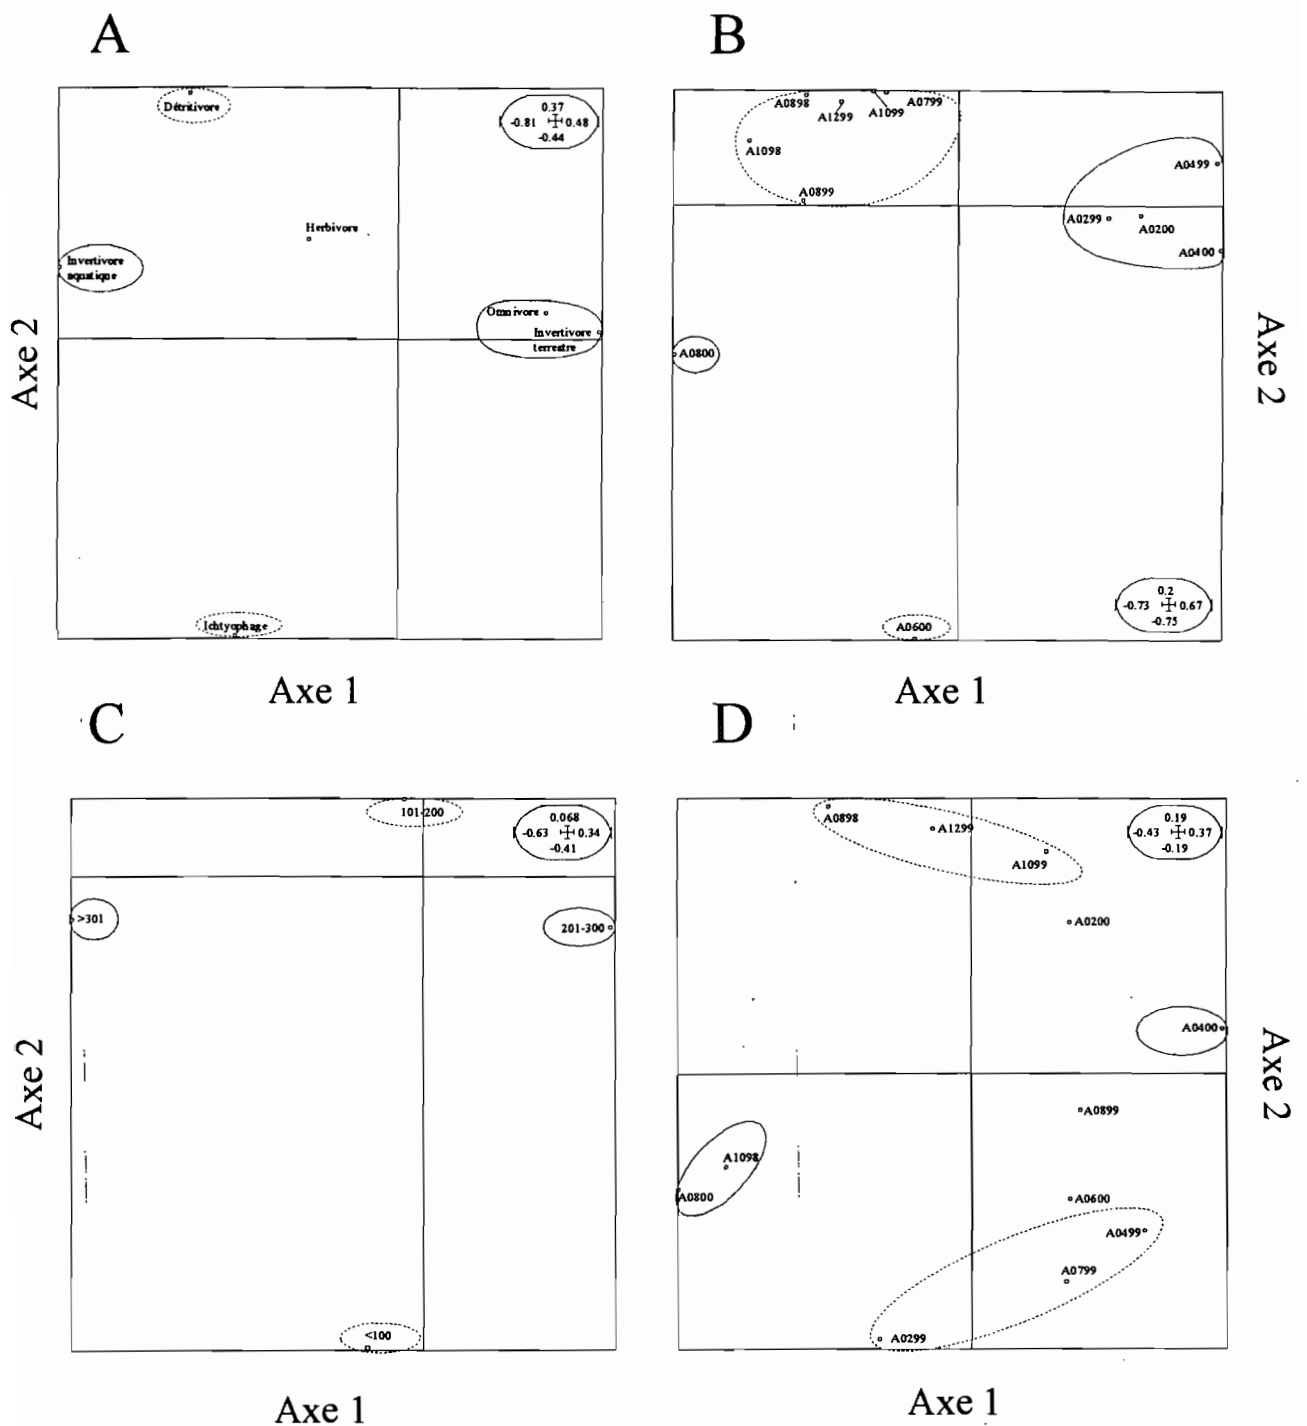 A
Détritivore
0.37
-0.81 0.48
-0.44
Herbivore
Invertivore
aquatique
Omnivore
Invertivore
terrestre
Ichtyophage
Axe 2
Axe 1
B
A0898
A1299
A1099
A0799
A1098
A0899
A0499
A0299
A0200
A0400
A0800
A0600
0.2
-0.73 0.67
-0.75
Axe 2
Axe 1
C
101-200
0.068
-0.63 0.34
-0.41
>301
201-300
<100
Axe 2
Axe 1
D
A0898
A1299
A1099
0.19
-0.43 0.37
-0.19
A0200
A0400
A0899
A1098
A0800
A0600
A0499
A0799
A0299
Axe 2
Axe 1